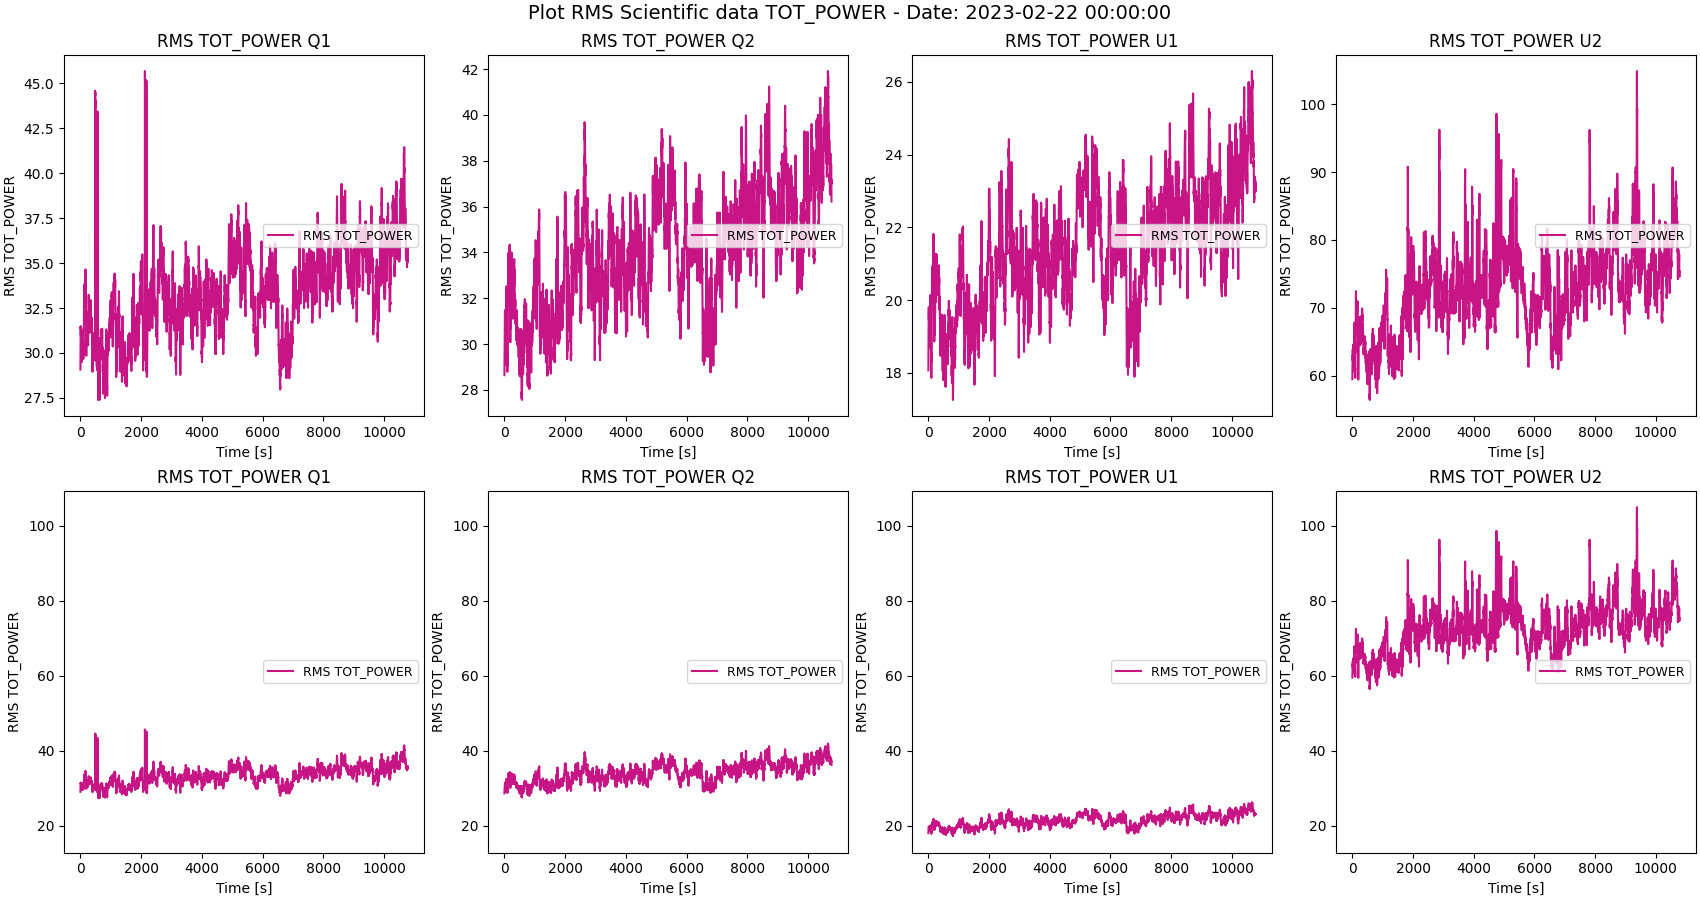 Plot RMS Scientific data TOT_POWER - Date: 2023-02-22 00:00:00
RMS TOT_POWER Q1
RMS TOT_POWER
45.0
42.5
40.0
37.5
35.0
32.5
30.0
27.5
RMS TOT_POWER
0 2000 4000 6000 8000 10000
Time [s]
RMS TOT_POWER Q2
RMS TOT_POWER
42
40
38
36
34
32
30
28
RMS TOT_POWER
0 2000 4000 6000 8000 10000
Time [s]
RMS TOT_POWER U1
RMS TOT_POWER
26
24
22
20
18
RMS TOT_POWER
0 2000 4000 6000 8000 10000
Time [s]
RMS TOT_POWER U2
RMS TOT_POWER
100
90
80
70
60
RMS TOT_POWER
0 2000 4000 6000 8000 10000
Time [s]
RMS TOT_POWER Q1
RMS TOT_POWER
100
80
60
40
20
RMS TOT_POWER
0 2000 4000 6000 8000 10000
Time [s]
RMS TOT_POWER Q2
RMS TOT_POWER
100
80
60
40
20
RMS TOT_POWER
0 2000 4000 6000 8000 10000
Time [s]
RMS TOT_POWER U1
RMS TOT_POWER
100
80
60
40
20
RMS TOT_POWER
0 2000 4000 6000 8000 10000
Time [s]
RMS TOT_POWER U2
RMS TOT_POWER
100
80
60
40
20
RMS TOT_POWER
0 2000 4000 6000 8000 10000
Time [s]